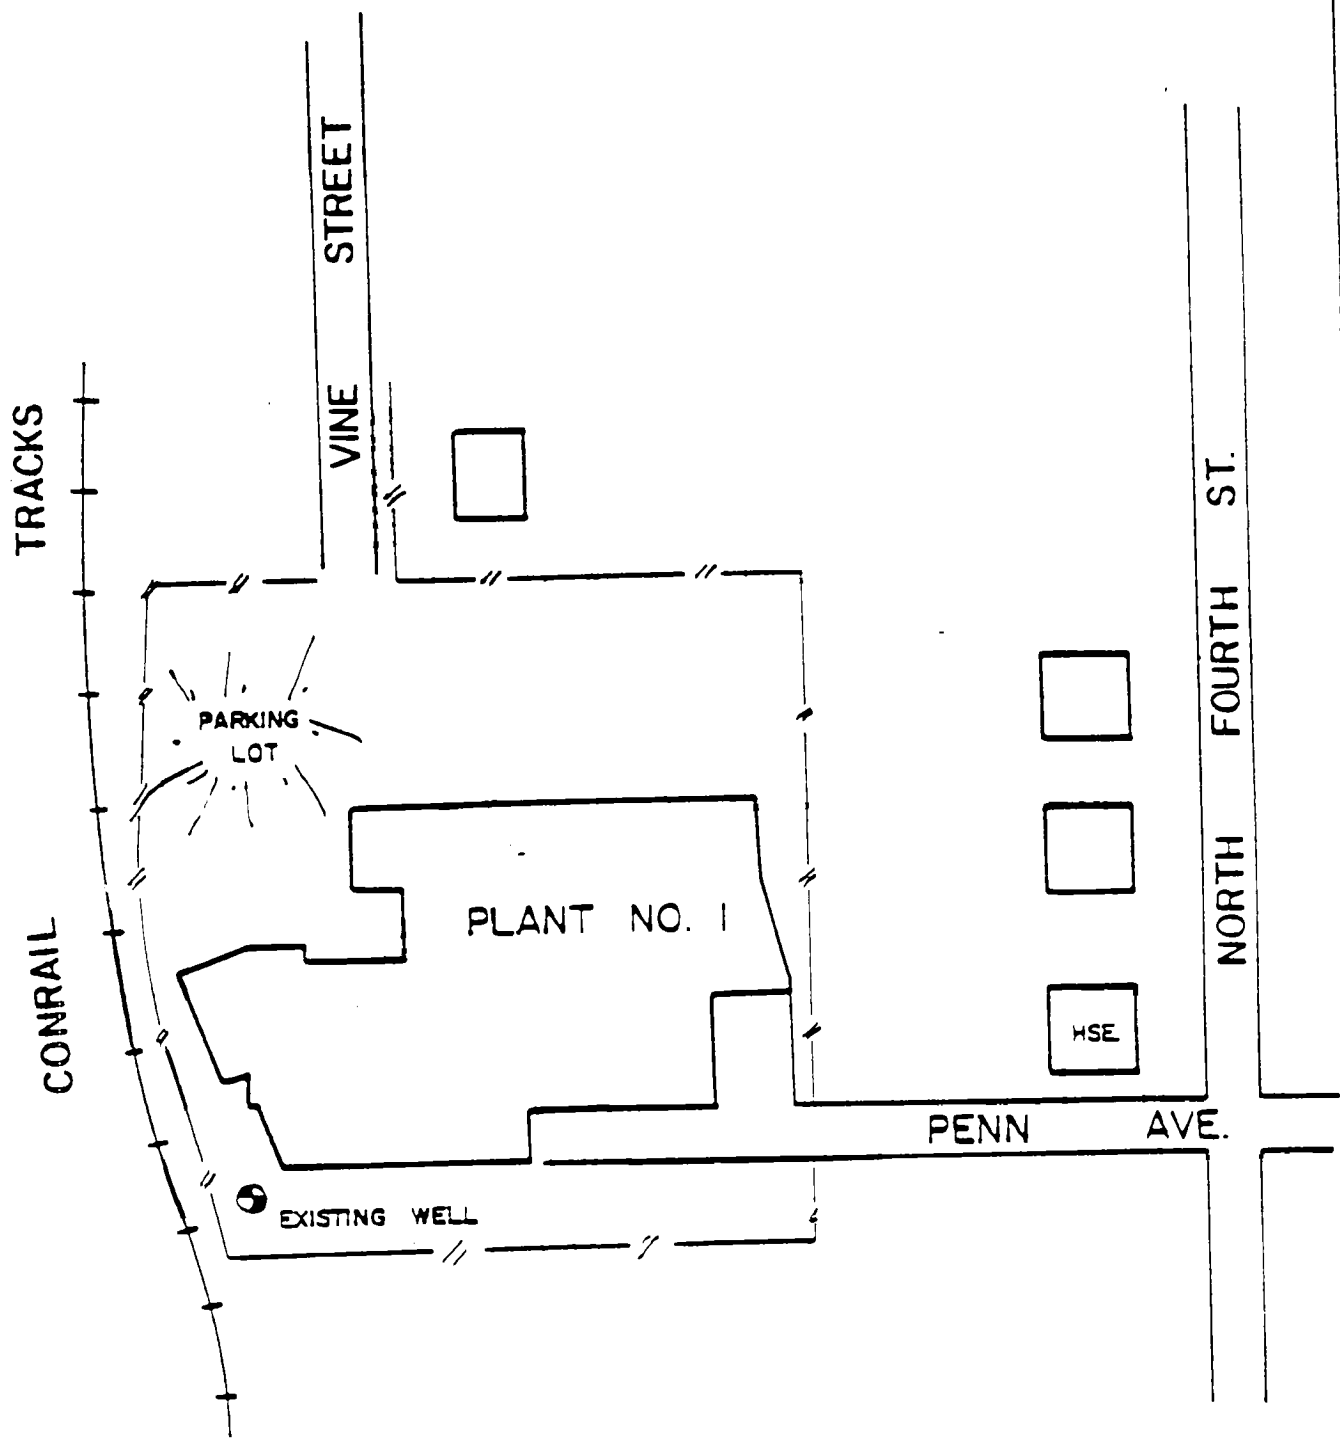 VINE STREET
CONRAIL TRACKS
NORTH FOURTH ST.
PARKING
LOT
PLANT NO. 1
HSE
PENN AVE.
EXISTING WELL